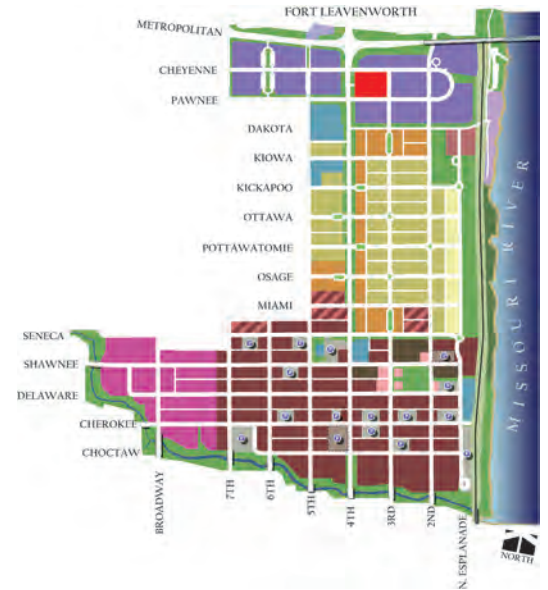 FORT LEAVENWORTH
METROPOLITAN
CHEYENNE
PAWNEE
DAKOTA
KIOWA
KICKAPOO
OTTAWA
POTTAWATOMIE
OSAGE
MIAMI
SENECA
SHAWNEE
DELAWARE
CHEROKEE
CHOCTAW
BROADWAY
7TH
6TH
5TH
4TH
3RD
2ND
N. ESPLANADE
MISSOURI RIVER
NORTH